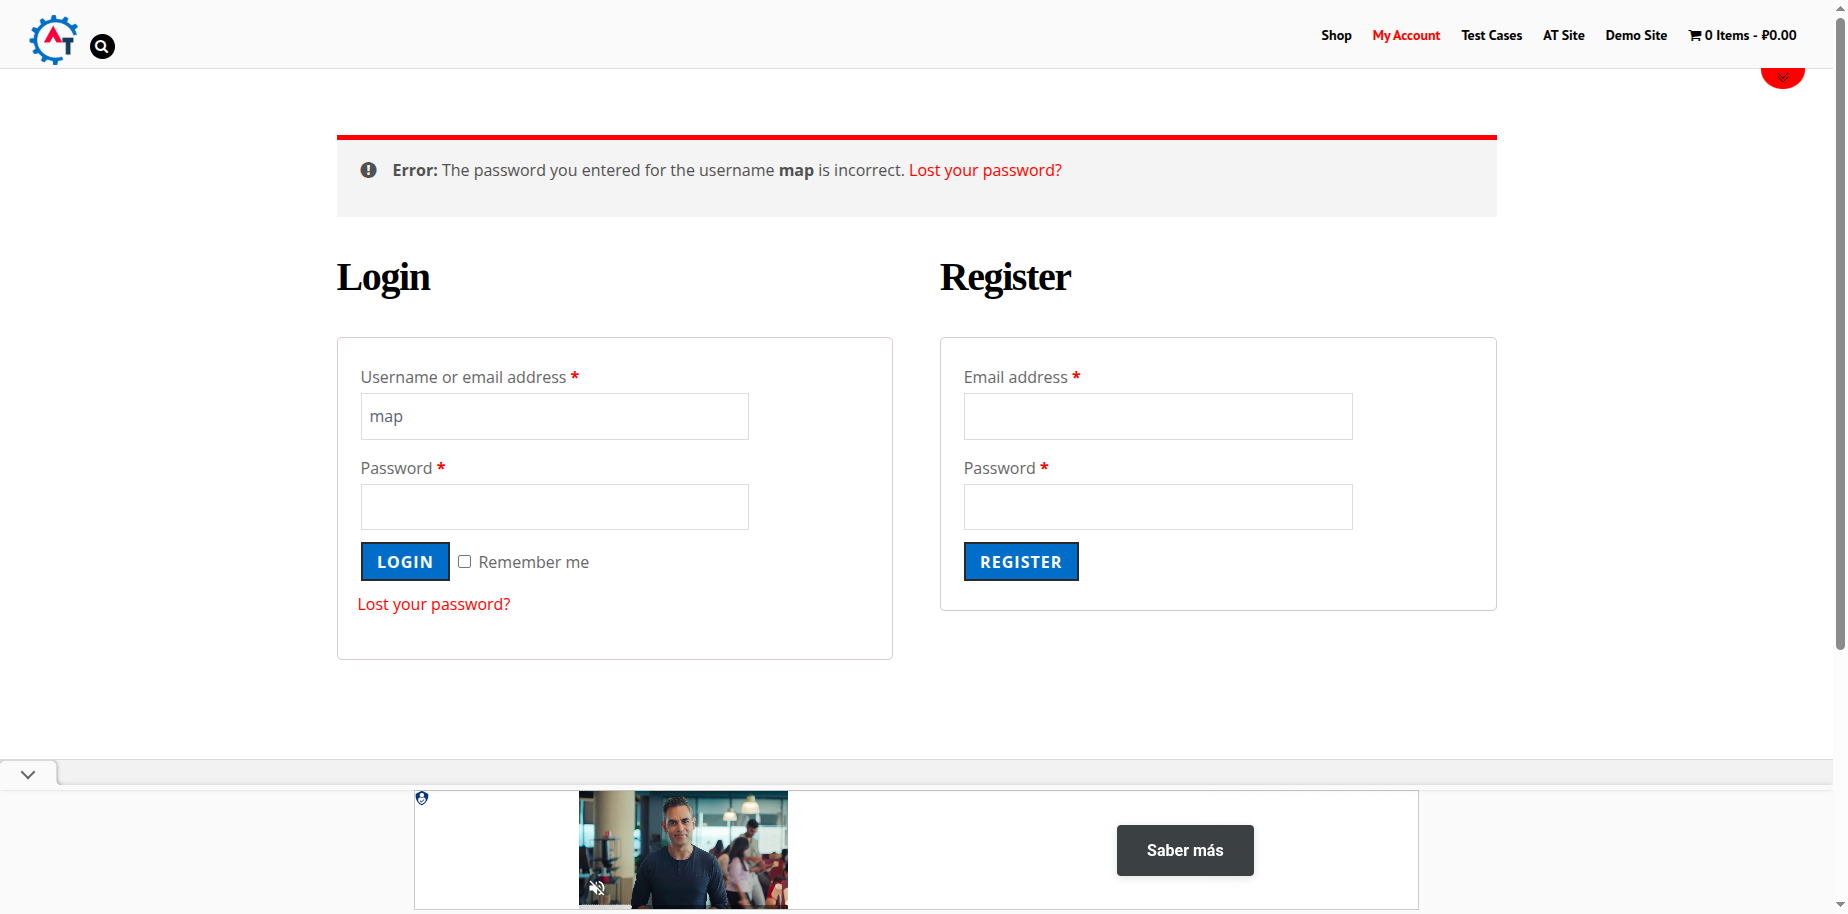 AT
Shop My Account Test Cases AT Site Demo Site 0 Items - ₽0.00
Error: The password you entered for the username map is incorrect. Lost your password?
Login
Username or email address *
map
Password *
LOGIN Remember me
Lost your password?
Register
Email address *
Password *
REGISTER
Saber más